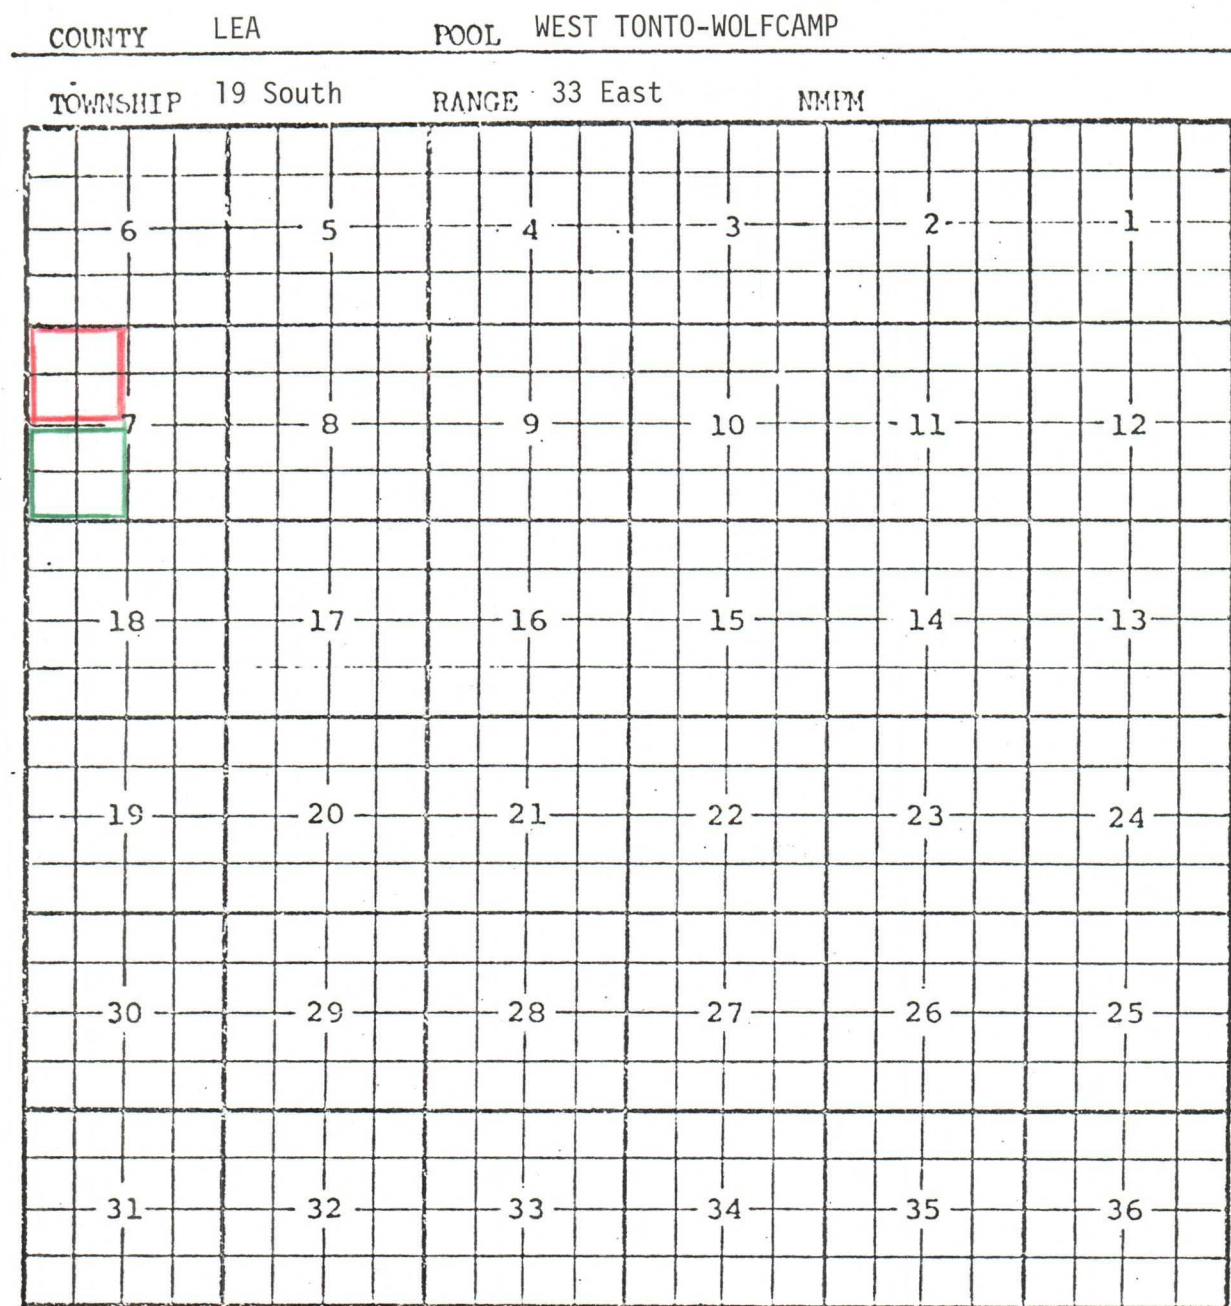 COUNTY LEA POOL WEST TONTO-WOLFCAMP
TOWNSHIP 19 South RANGE 33 East NMPM
6 5 4 3 2 1
7 8 9 10 11 12
18 17 16 15 14 13
19 20 21 22 23 24
30 29 28 27 26 25
31 32 33 34 35 36